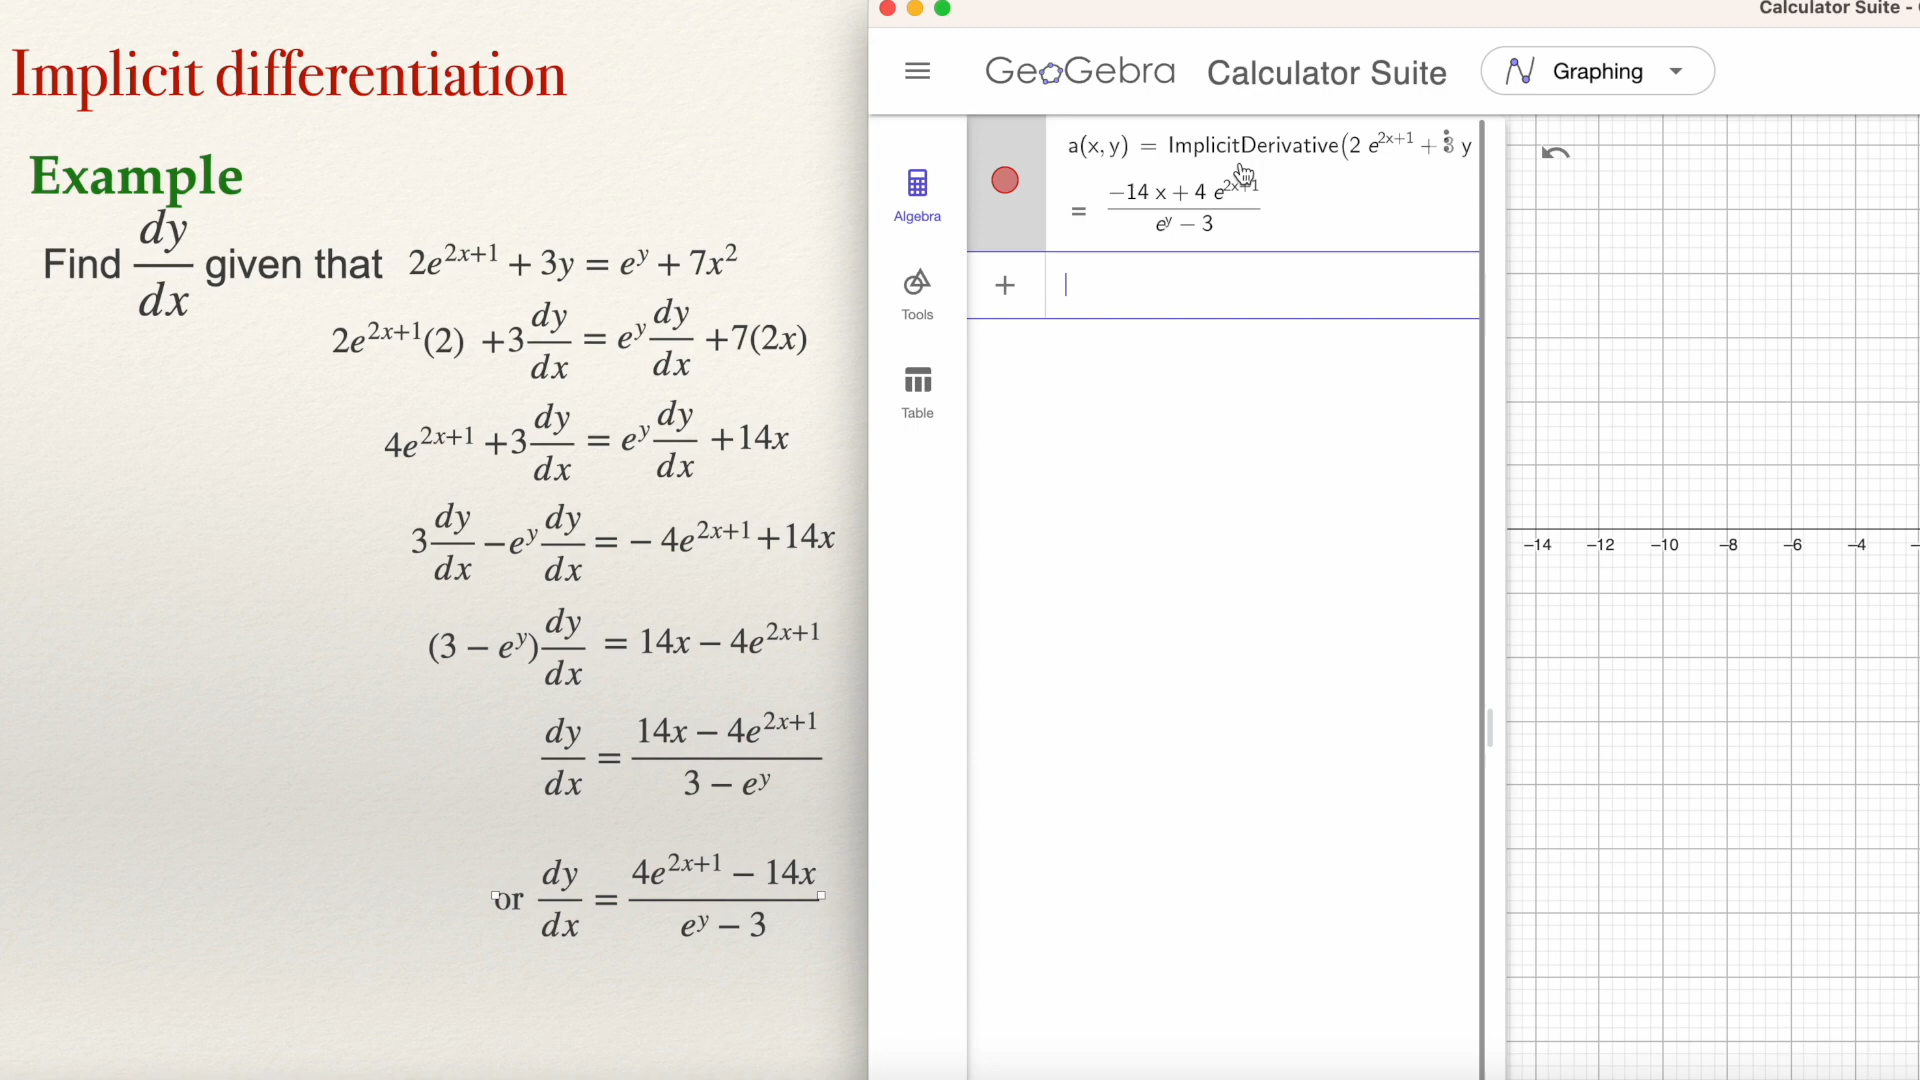 Implicit differentiation
Example
Find dy/dx given that 2e^{2x+1} + 3y = e^y + 7x^2
2e^{2x+1}(2) +3 dy/dx = e^y dy/dx +7(2x)
4e^{2x+1} +3 dy/dx = e^y dy/dx +14x
3 dy/dx −e^y dy/dx = − 4e^{2x+1} +14x
(3 − e^y) dy/dx = 14x − 4e^{2x+1}
dy/dx = (14x − 4e^{2x+1})/(3 − e^y)
or dy/dx = (4e^{2x+1} − 14x)/(e^y − 3)
Calculator Suite -
GeoGebra Calculator Suite Graphing
Algebra
Tools
Table
a(x, y) = ImplicitDerivative(2 e^{2x+1} + 3 y
= (−14 x + 4 e^{2x+1})/(e^y − 3)
+
−14 −12 −10 −8 −6 −4